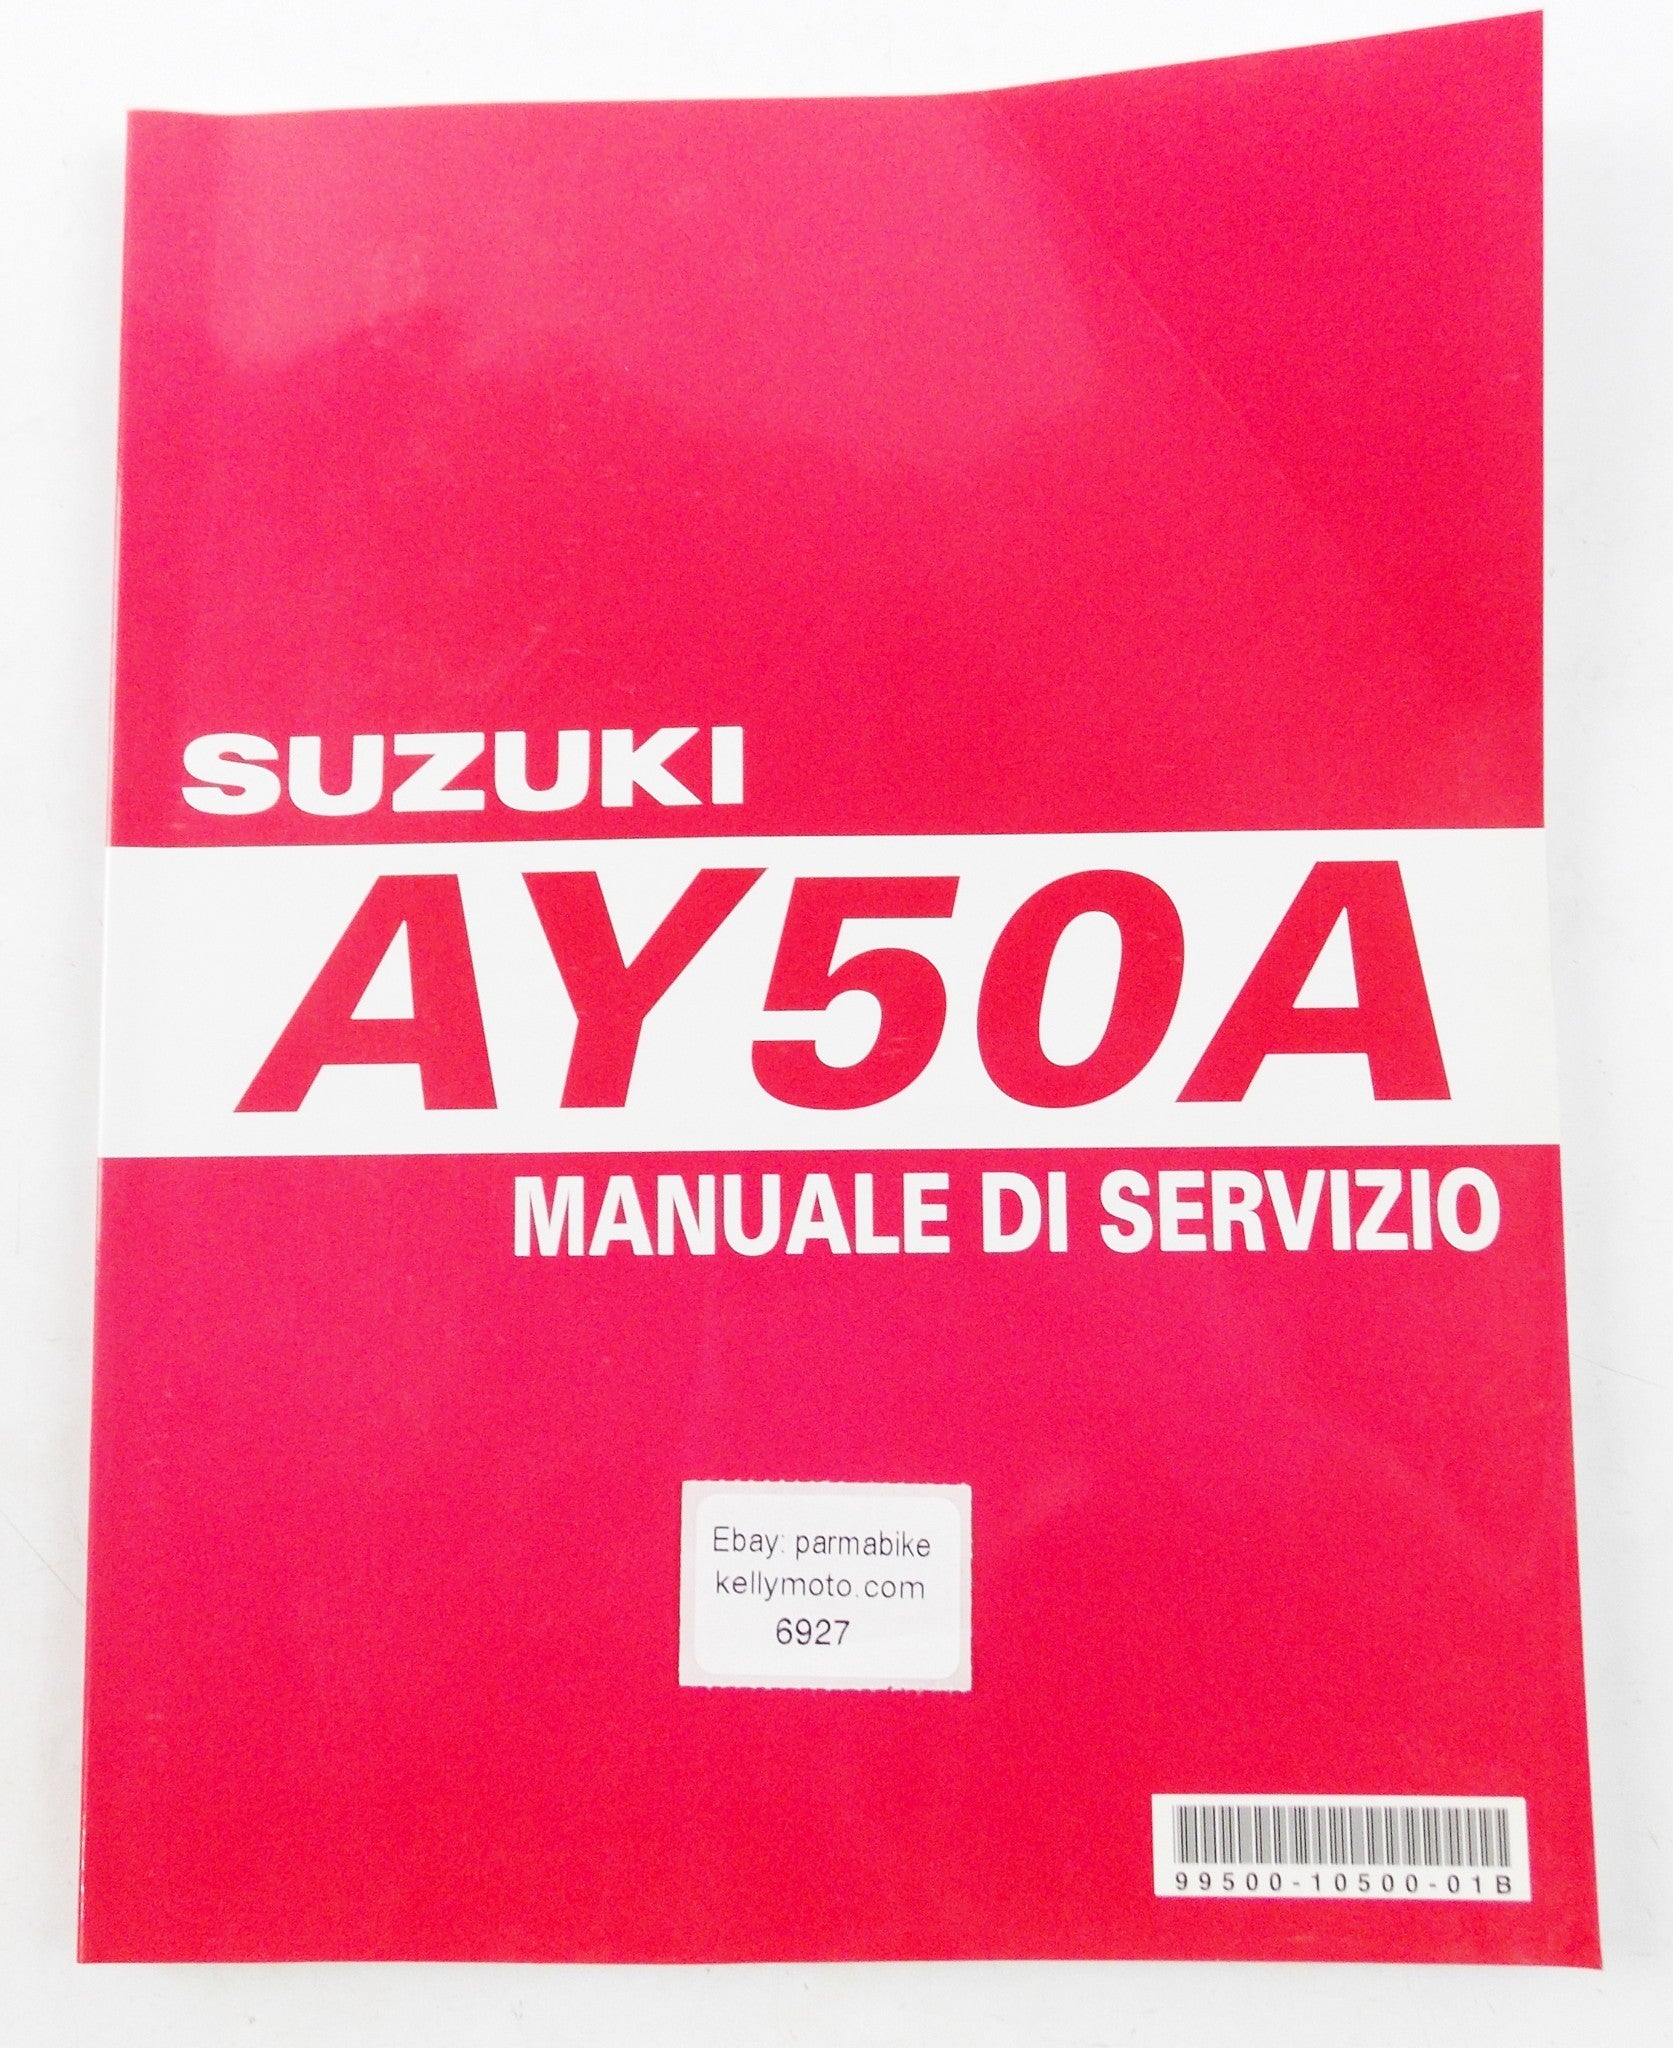 SUZUKI
AY50A
MANUALE DI SERVIZIO
Ebay: parmabike
kellymoto.com
6927
99500-10500-01B